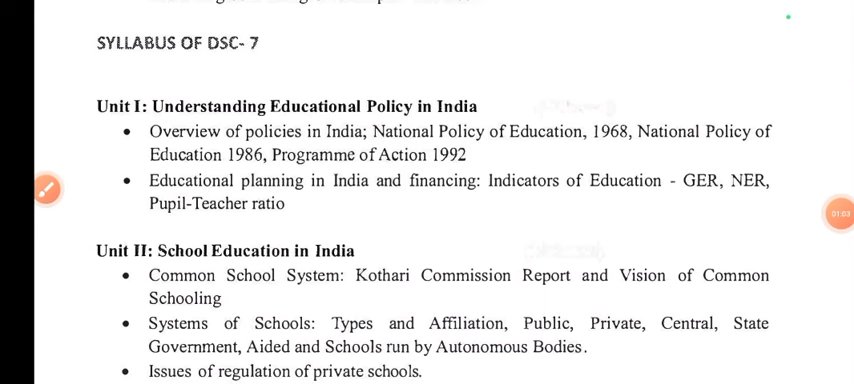 SYLLABUS OF DSC- 7
Unit I: Understanding Educational Policy in India
• Overview of policies in India; National Policy of Education, 1968, National Policy of
Education 1986, Programme of Action 1992
• Educational planning in India and financing: Indicators of Education - GER, NER,
Pupil-Teacher ratio
Unit II: School Education in India
• Common School System: Kothari Commission Report and Vision of Common
Schooling
• Systems of Schools: Types and Affiliation, Public, Private, Central, State
Government, Aided and Schools run by Autonomous Bodies.
• Issues of regulation of private schools.
01:03